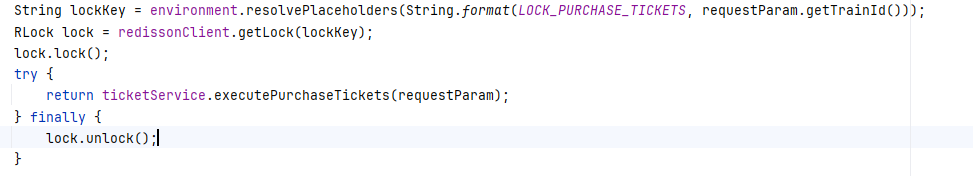 String lockKey = environment.resolvePlaceholders(String.format(LOCK_PURCHASE_TICKETS, requestParam.getTrainId()));
RLock lock = redissonClient.getLock(lockKey);
lock.lock();
try {
    return ticketService.executePurchaseTickets(requestParam);
} finally {
    lock.unlock();
}